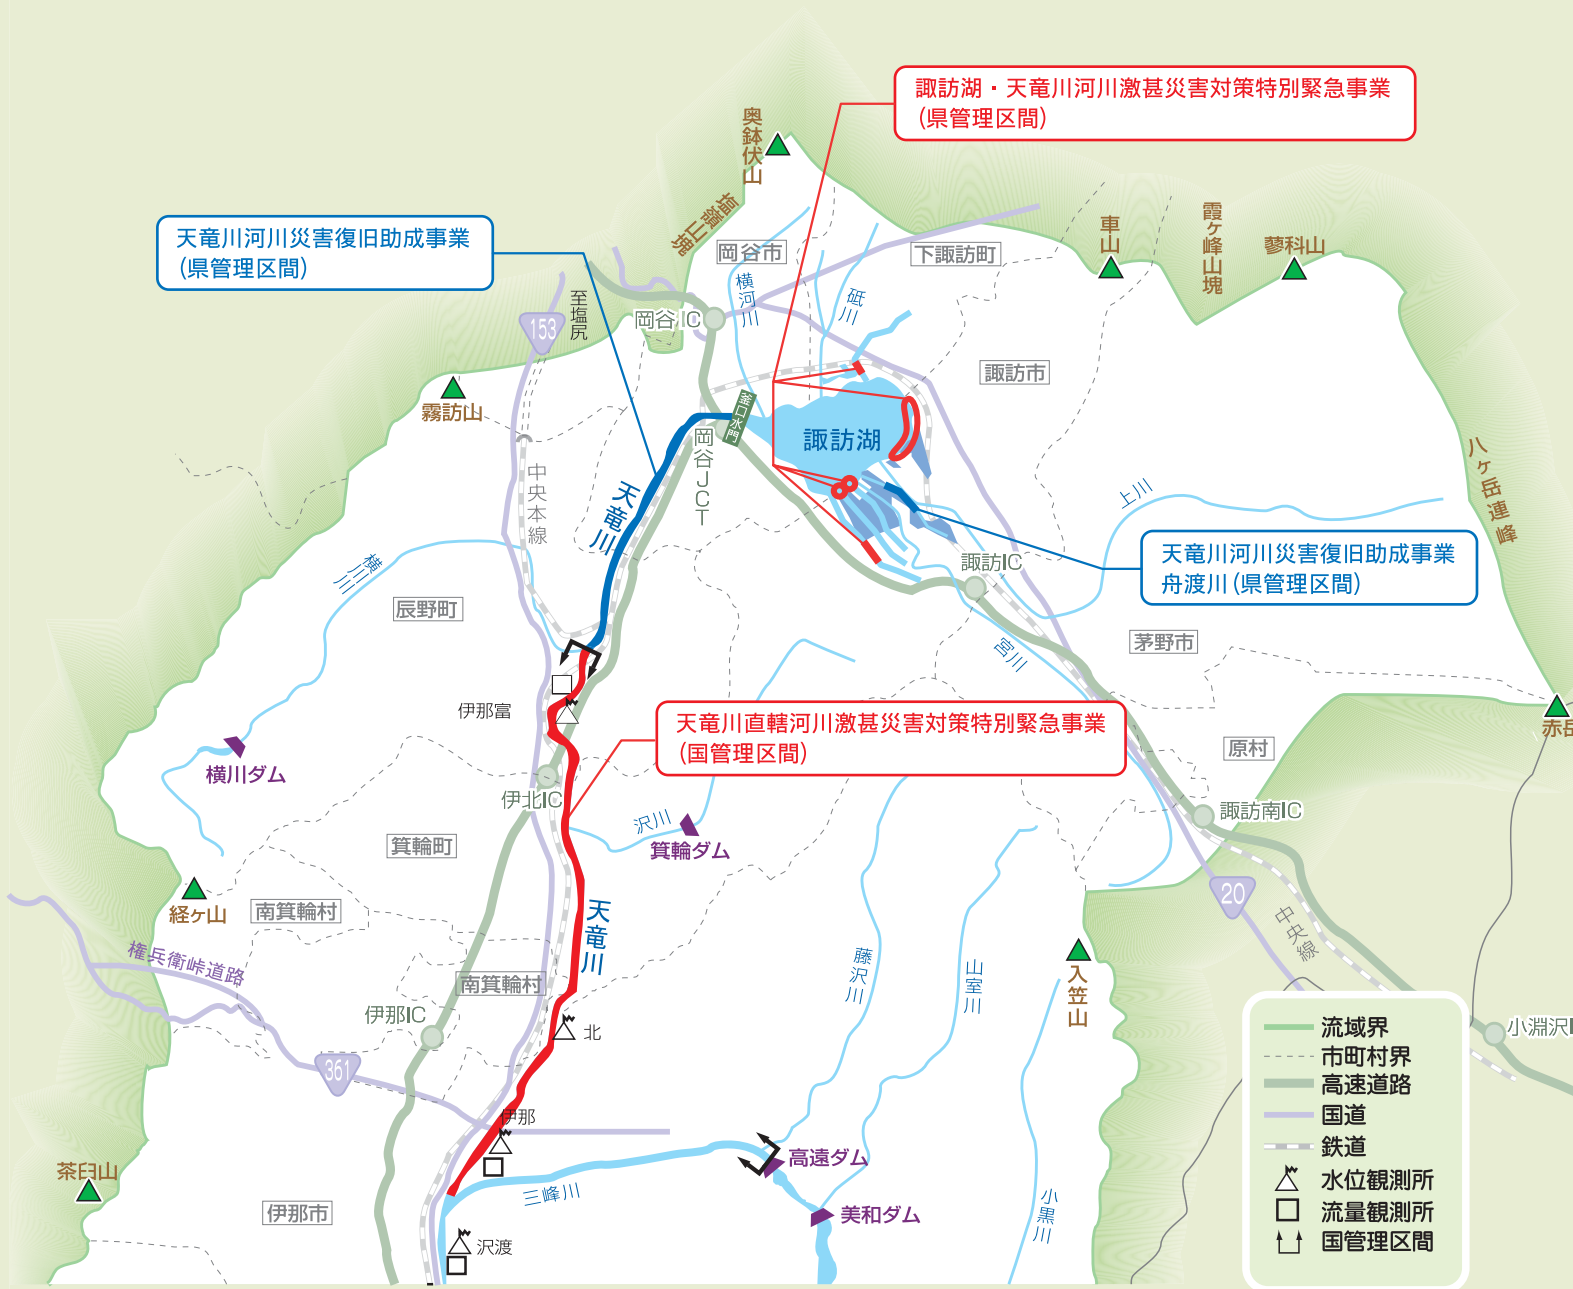 諏訪湖・天竜川河川激甚災害対策特別緊急事業
(県管理区間)
奥鉢伏山
塩嶺山塊
天竜川河川災害復旧助成事業
(県管理区間)
岡谷市
下諏訪町
車山
霞ヶ峰山塊
蓼科山
横河川
砥川
至塩尻
153
岡谷IC
諏訪市
霧訪山
釜口水門
諏訪湖
岡谷JCT
中央本線
天竜川
八ヶ岳連峰
上川
天竜川河川災害復旧助成事業
舟渡川(県管理区間)
諏訪IC
横川川
辰野町
宮川
茅野市
伊那富
天竜川直轄河川激甚災害対策特別緊急事業
(国管理区間)
赤岳
原村
横川ダム
伊北IC
沢川
箕輪ダム
諏訪南IC
箕輪町
20
経ヶ山
南箕輪村
天竜川
中央線
権兵衛峠道路
藤沢川
山室川
入笠山
南箕輪村
伊那IC
北
361
小淵沢I
伊那
高遠ダム
茶臼山
三峰川
美和ダム
小黒川
伊那市
沢渡
流域界
市町村界
高速道路
国道
鉄道
水位観測所
流量観測所
国管理区間